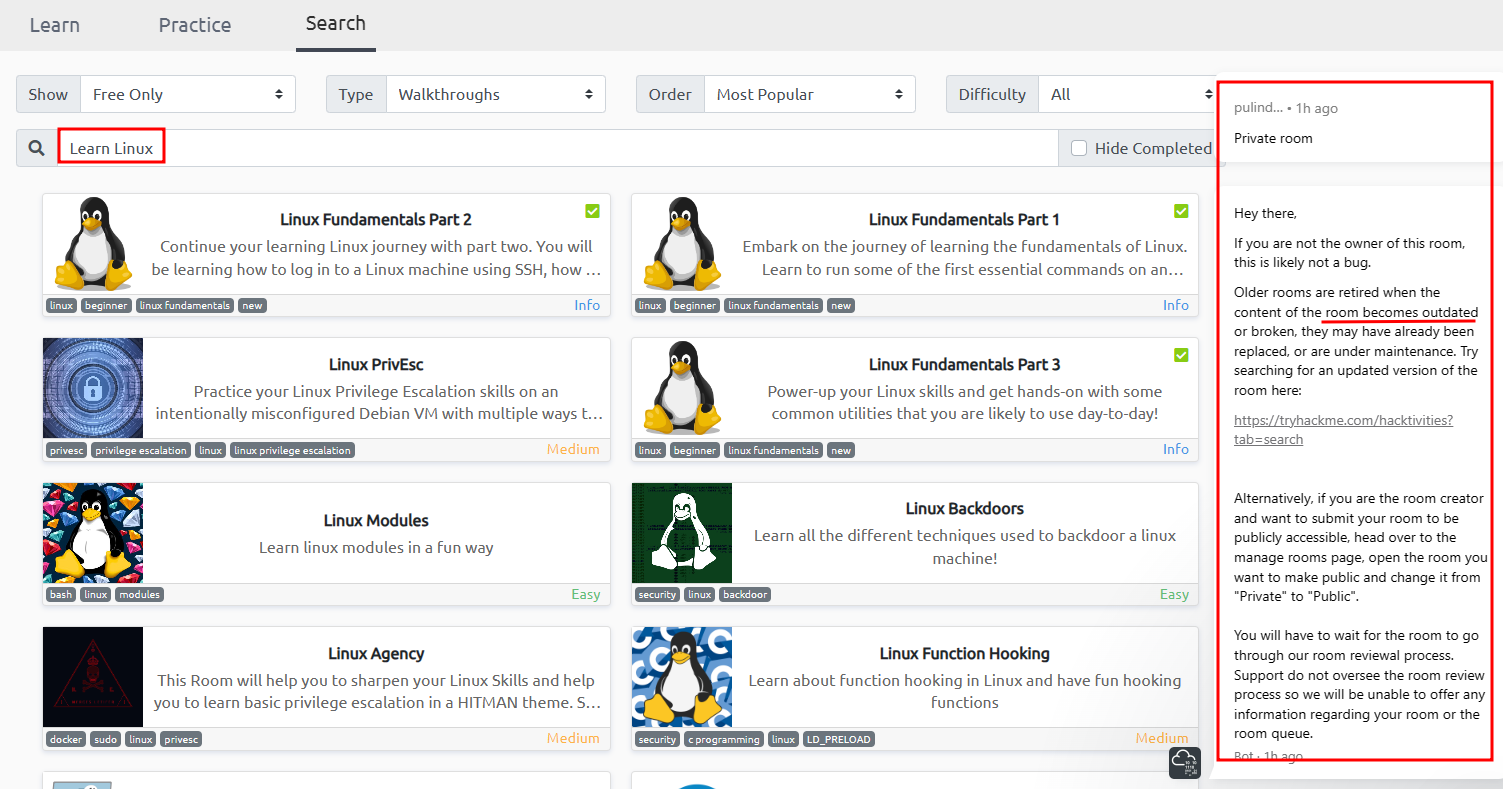 Learn Practice Search
Show Free Only Type Walkthroughs Order Most Popular Difficulty All
Learn Linux Hide Completed
Linux Fundamentals Part 2
Continue your learning Linux journey with part two. You will
be learning how to log in to a Linux machine using SSH, how ...
linux beginner linux fundamentals new Info
Linux Fundamentals Part 1
Embark on the journey of learning the fundamentals of Linux.
Learn to run some of the first essential commands on an...
linux beginner linux fundamentals new Info
Linux PrivEsc
Practice your Linux Privilege Escalation skills on an
intentionally misconfigured Debian VM with multiple ways t...
privesc privilege escalation linux linux privilege escalation Medium
Linux Fundamentals Part 3
Power-up your Linux skills and get hands-on with some
common utilities that you are likely to use day-to-day!
linux beginner linux fundamentals new Info
Linux Modules
Learn linux modules in a fun way
bash linux modules Easy
Linux Backdoors
Learn all the different techniques used to backdoor a linux
machine!
security linux backdoor Easy
Linux Agency
This Room will help you to sharpen your Linux Skills and help
you to learn basic privilege escalation in a HITMAN theme. S...
docker sudo linux privesc Medium
Linux Function Hooking
Learn about function hooking in Linux and have fun hooking
functions
security c programming linux LD_PRELOAD Medium
pulind... • 1h ago
Private room
Hey there,
If you are not the owner of this room,
this is likely not a bug.
Older rooms are retired when the
content of the room becomes outdated
or broken, they may have already been
replaced, or are under maintenance. Try
searching for an updated version of the
room here:
https://tryhackme.com/hacktivities?
tab=search
Alternatively, if you are the room creator
and want to submit your room to be
publicly accessible, head over to the
manage rooms page, open the room you
want to make public and change it from
"Private" to "Public".
You will have to wait for the room to go
through our room reviewal process.
Support do not oversee the room review
process so we will be unable to offer any
information regarding your room or the
room queue.
Bot · 1h ago